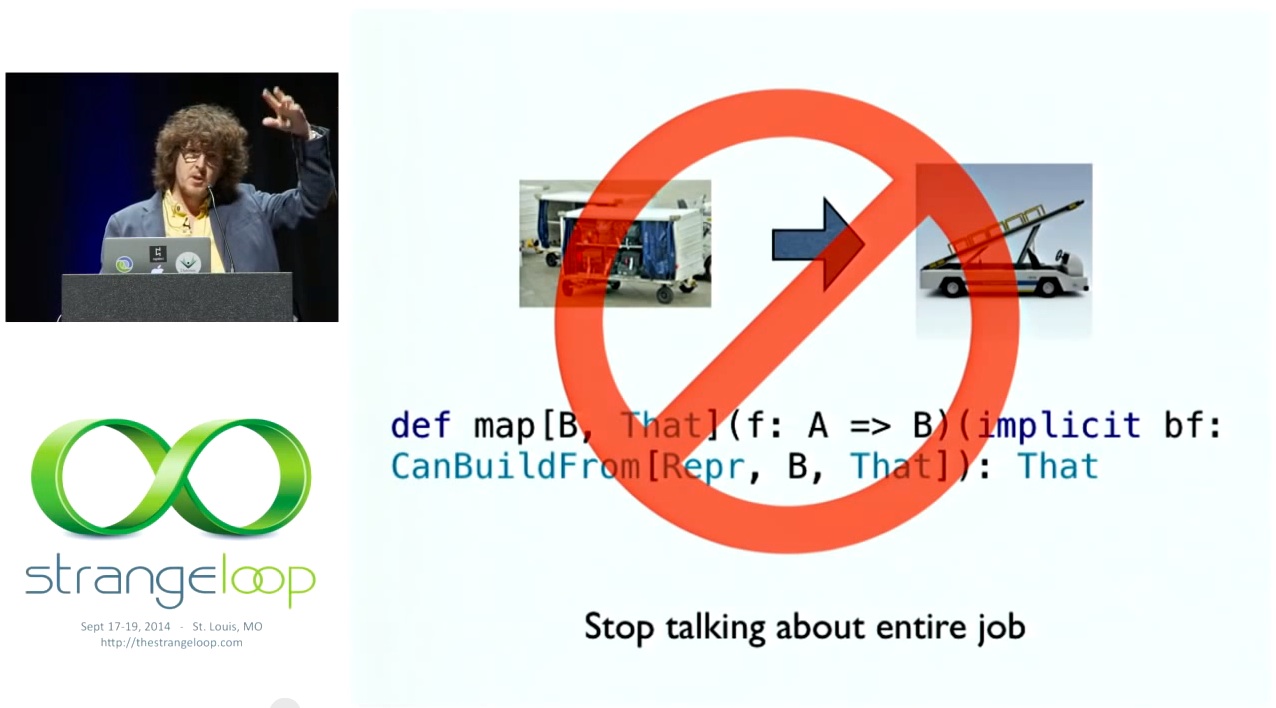 def map[B, That](f: A => B)(implicit bf:
CanBuildFrom[Repr, B, That]): That
Stop talking about entire job
strangeloop
Sept 17-19, 2014 - St. Louis, MO
http://thestrangeloop.com